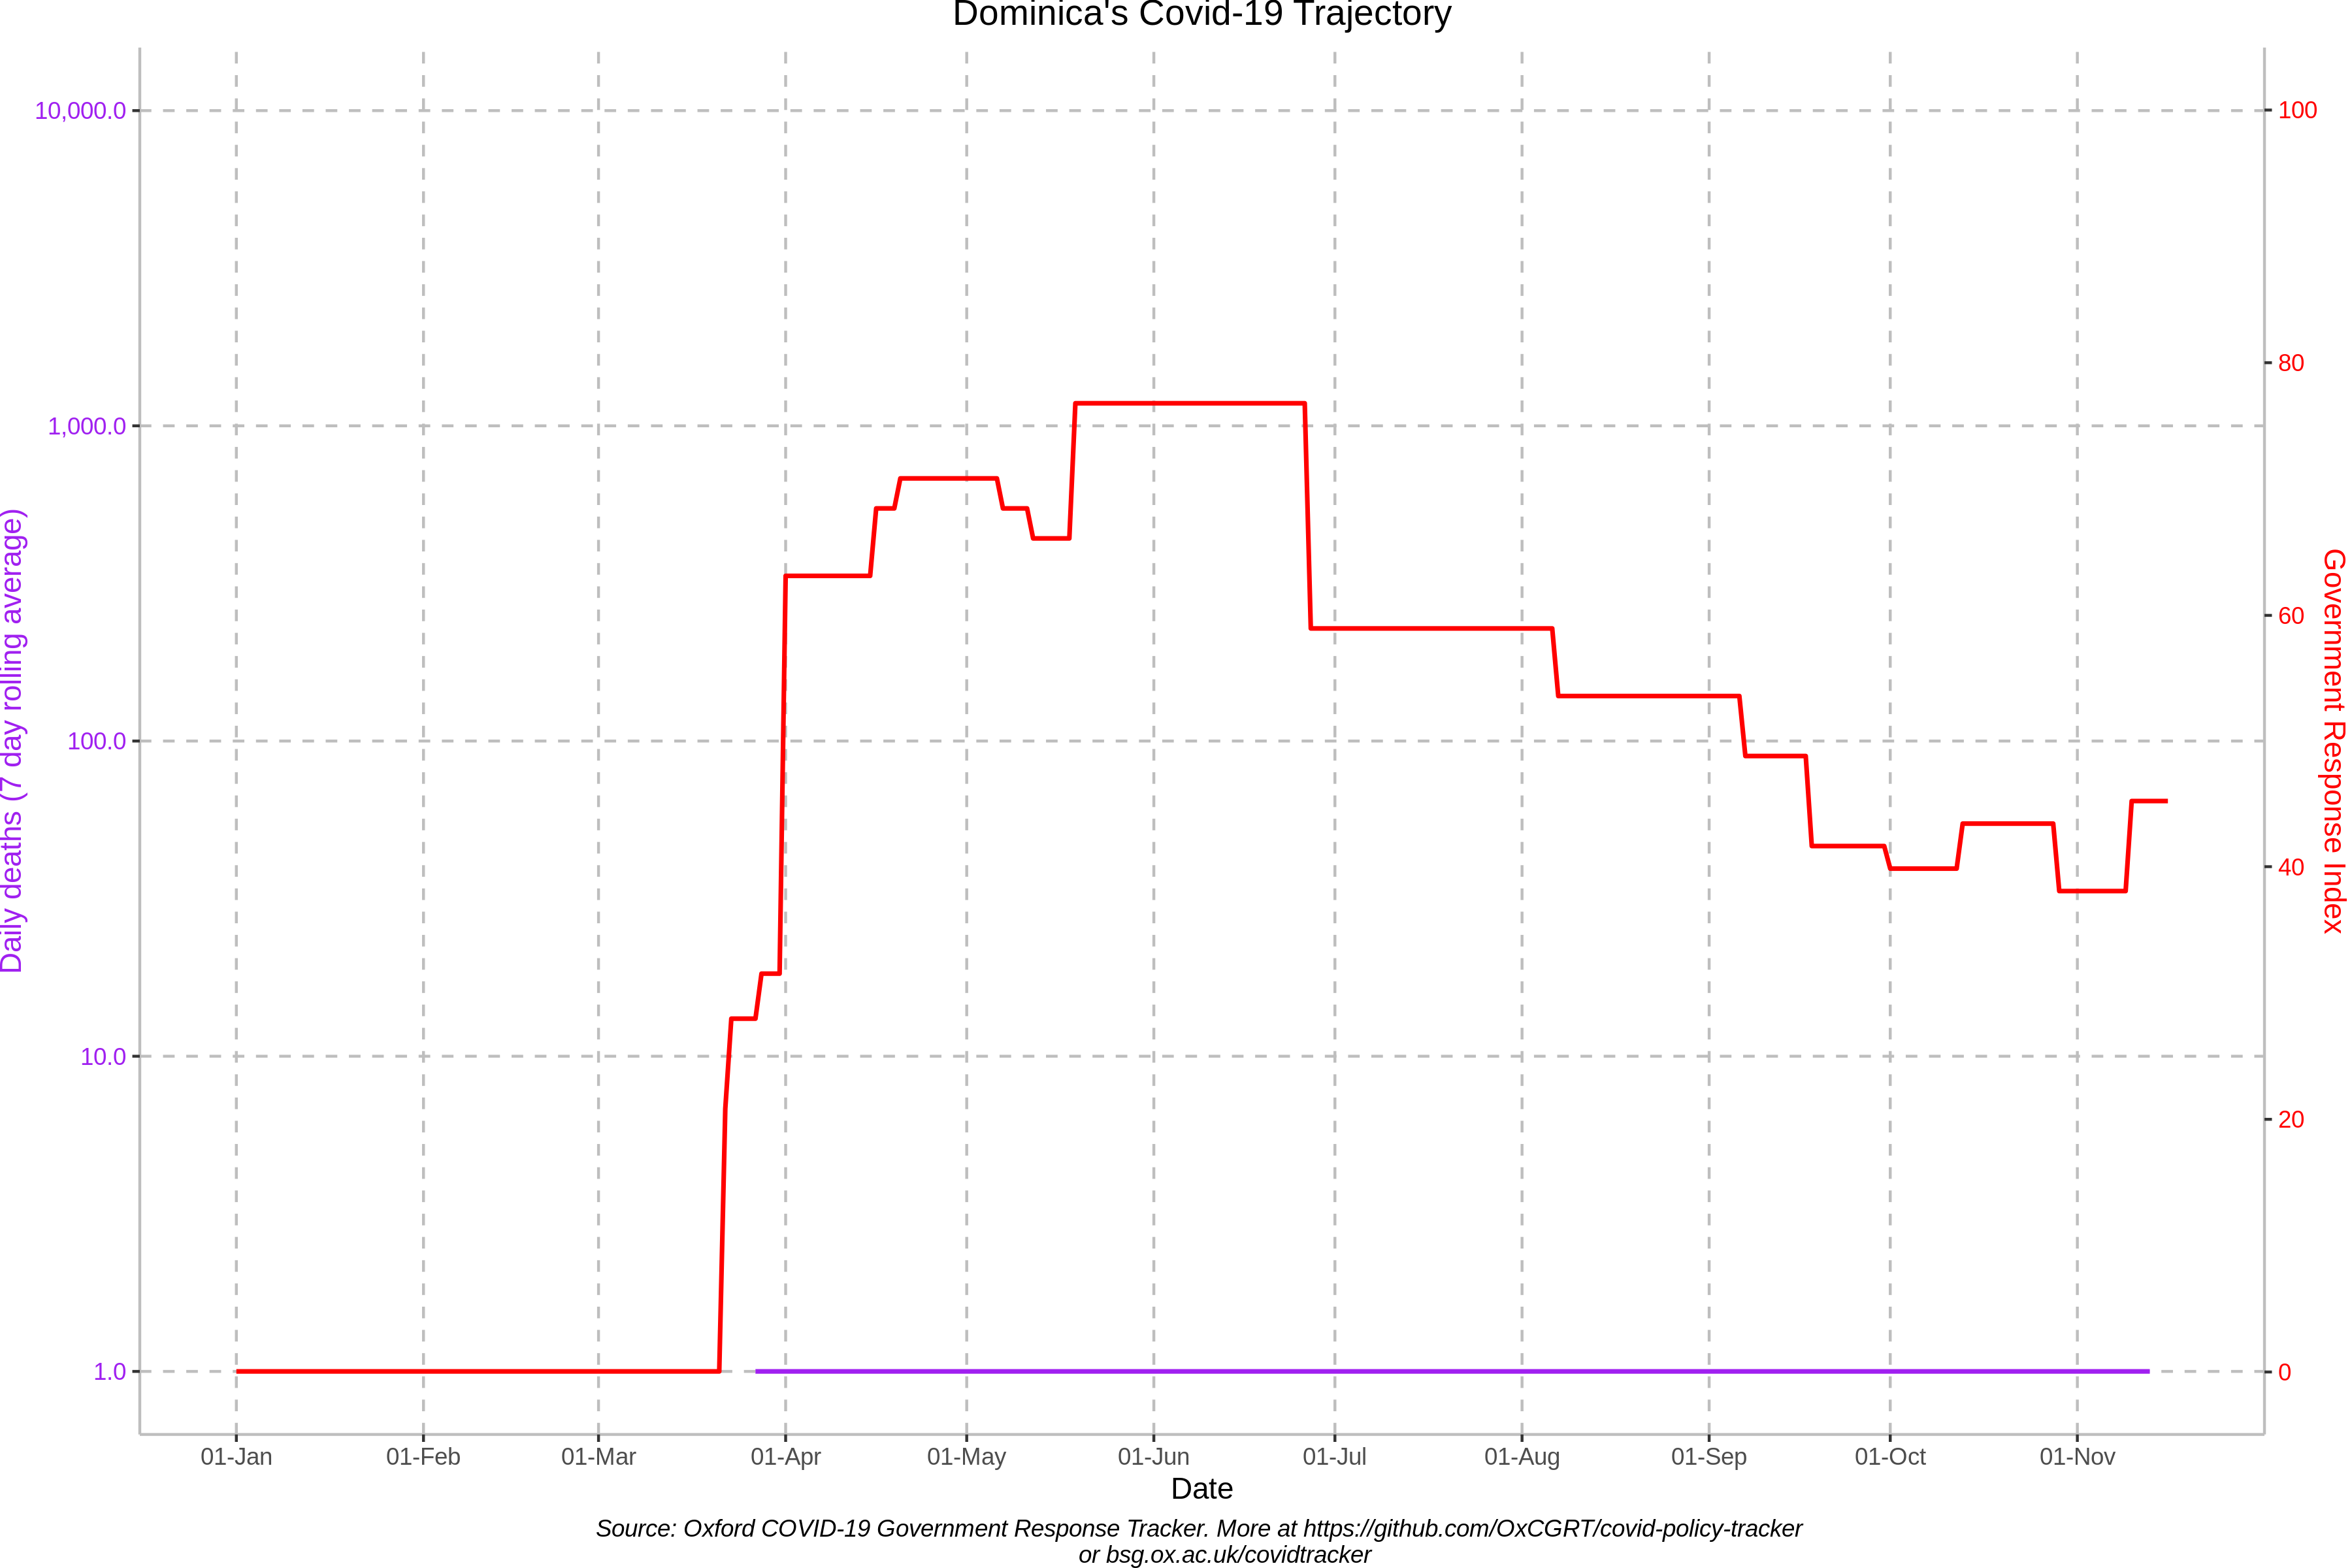 Dominica's Covid-19 Trajectory
10,000.0
1,000.0
100.0
10.0
1.0
Daily deaths (7 day rolling average)
100
80
60
40
20
0
Government Response Index
01-Jan
01-Feb
01-Mar
01-Apr
01-May
01-Jun
01-Jul
01-Aug
01-Sep
01-Oct
01-Nov
Date
Source: Oxford COVID-19 Government Response Tracker. More at https://github.com/OxCGRT/covid-policy-tracker
or bsg.ox.ac.uk/covidtracker